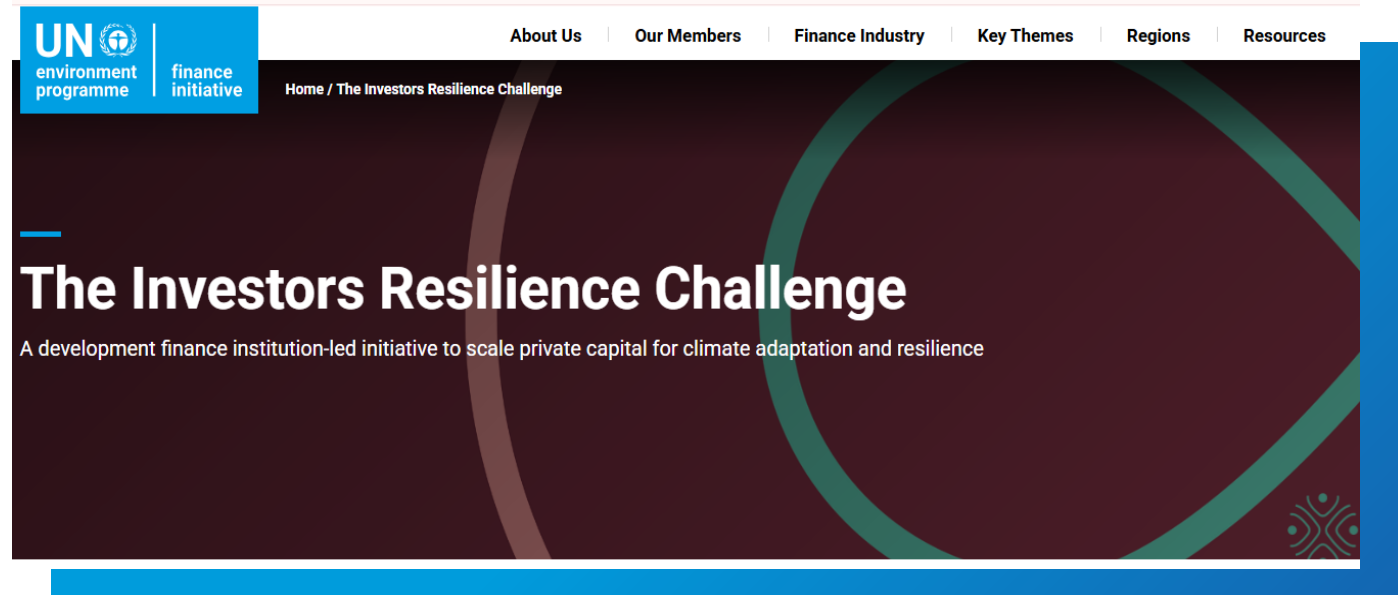 UN
environment programme
finance initiative
About Us
Our Members
Finance Industry
Key Themes
Regions
Resources
Home / The Investors Resilience Challenge
The Investors Resilience Challenge
A development finance institution-led initiative to scale private capital for climate adaptation and resilience